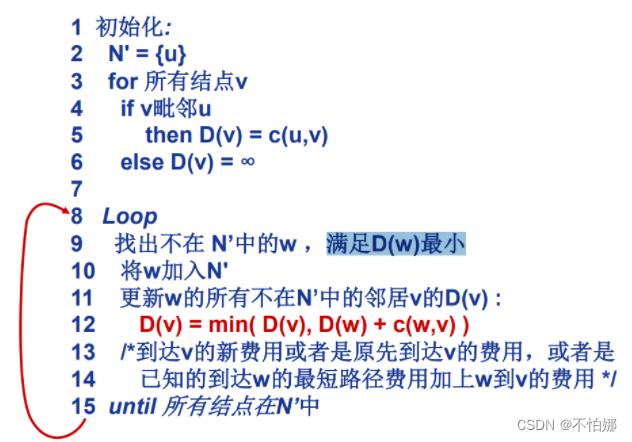 1 初始化:
2 N' = {u}
3 for 所有结点v
4 if v毗邻u
5 then D(v) = c(u,v)
6 else D(v) = ∞
7
8 Loop
9 找出不在 N’中的w ，满足D(w)最小
10 将w加入N'
11 更新w的所有不在N’中的邻居v的D(v) :
12 D(v) = min( D(v), D(w) + c(w,v) )
13 /*到达v的新费用或者是原先到达v的费用，或者是
14 已知的到达w的最短路径费用加上w到v的费用 */
15 until 所有结点在N’中
CSDN @不怕娜